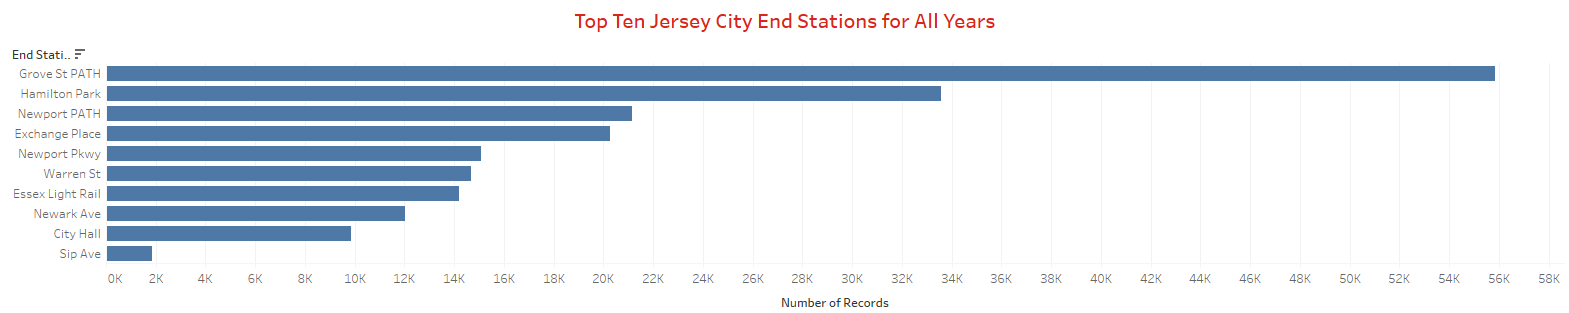 Top Ten Jersey City End Stations for All Years
End Stati..
Grove St PATH
Hamilton Park
Newport PATH
Exchange Place
Newport Pkwy
Warren St
Essex Light Rail
Newark Ave
City Hall
Sip Ave
0K 2K 4K 6K 8K 10K 12K 14K 16K 18K 20K 22K 24K 26K 28K 30K 32K 34K 36K 38K 40K 42K 44K 46K 48K 50K 52K 54K 56K 58K
Number of Records